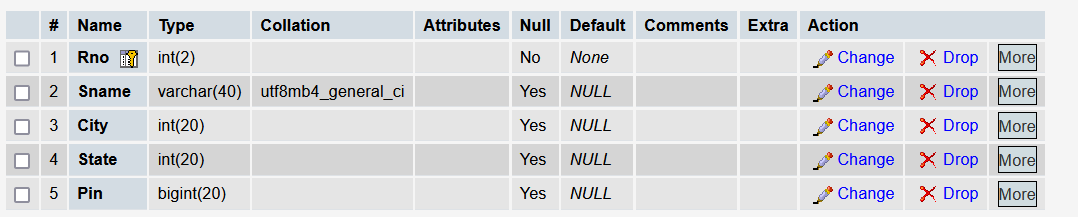 # Name Type Collation Attributes Null Default Comments Extra Action
1 Rno int(2) No None Change Drop More
2 Sname varchar(40) utf8mb4_general_ci Yes NULL Change Drop More
3 City int(20) Yes NULL Change Drop More
4 State int(20) Yes NULL Change Drop More
5 Pin bigint(20) Yes NULL Change Drop More